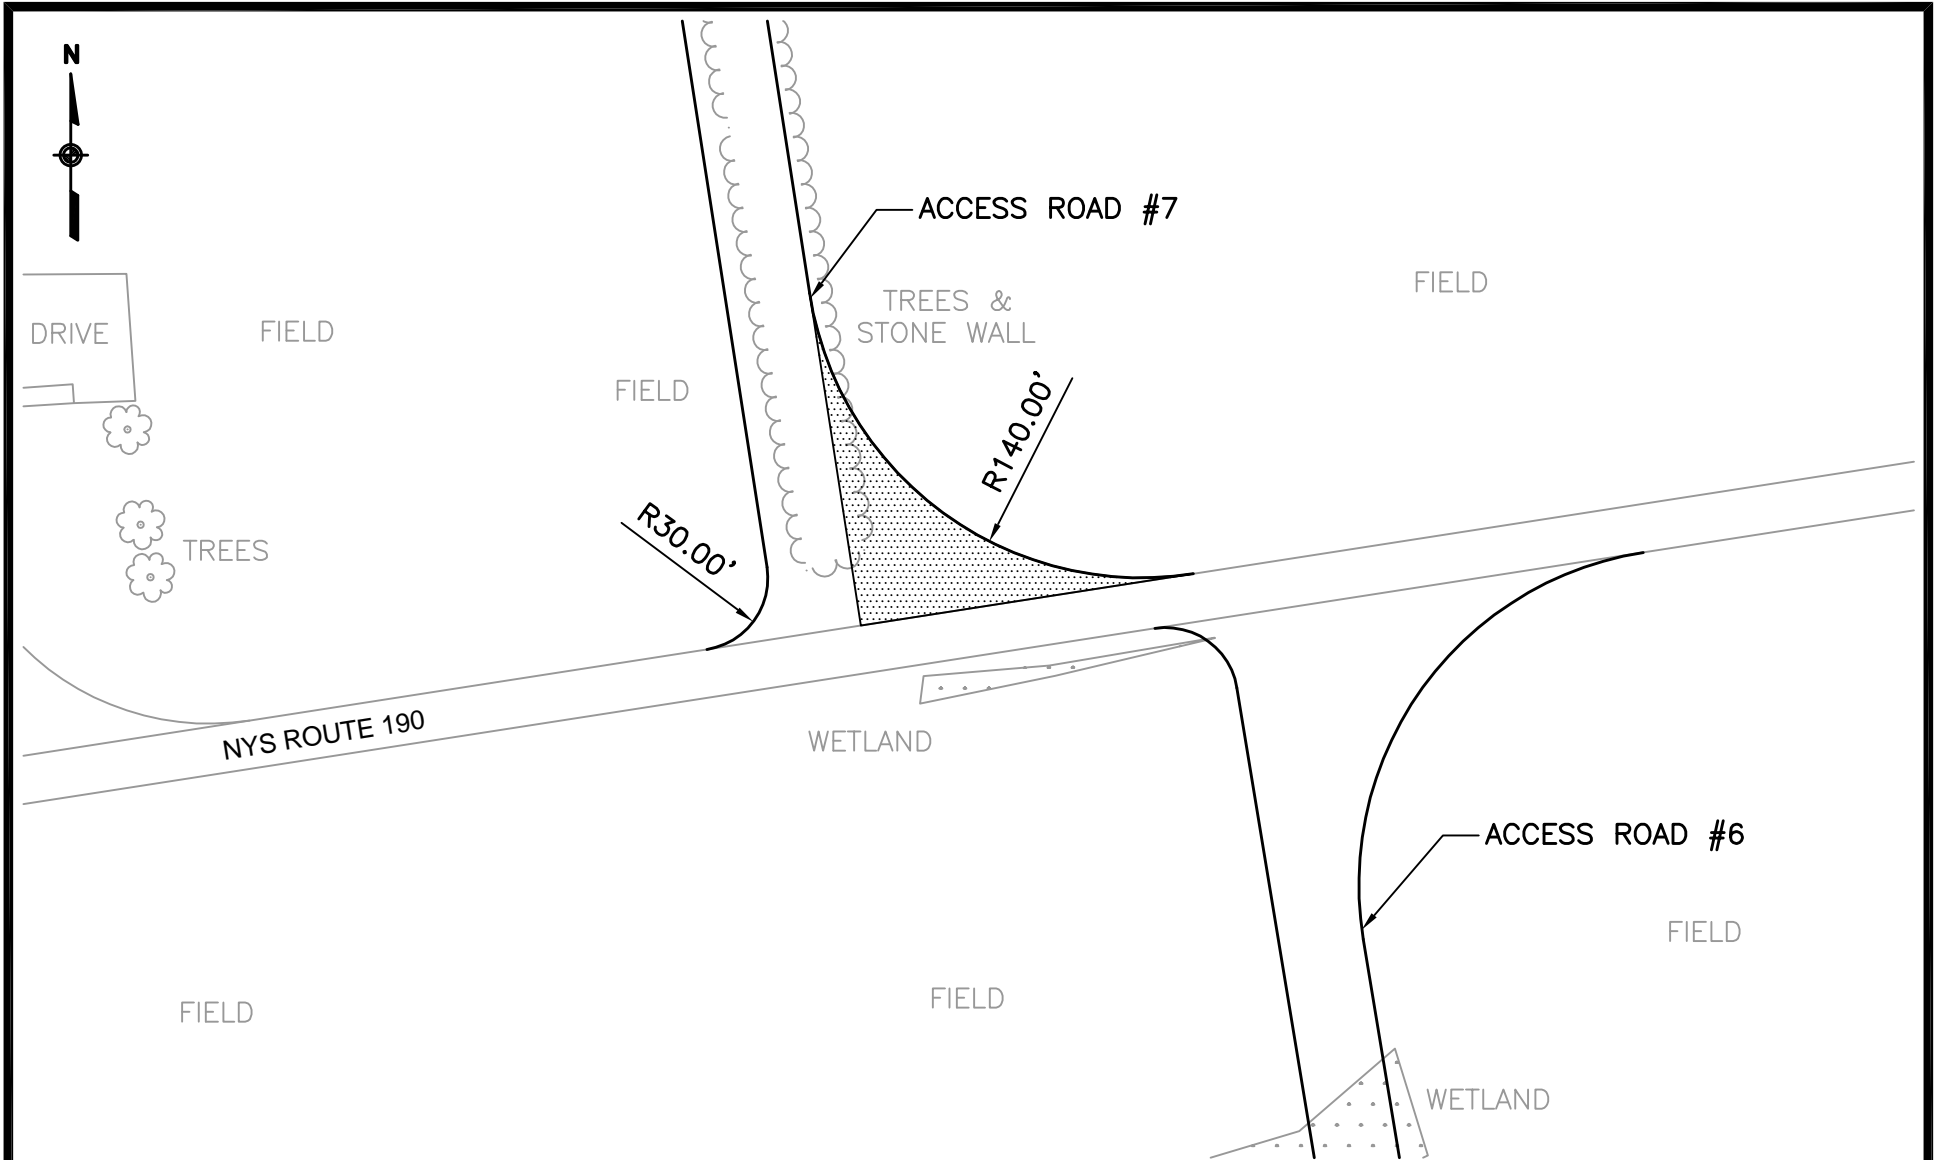 N
ACCESS ROAD #7
FIELD
TREES &
STONE WALL
DRIVE
FIELD
FIELD
R140.00'
R30.00'
TREES
NYS ROUTE 190
WETLAND
ACCESS ROAD #6
FIELD
FIELD
FIELD
WETLAND